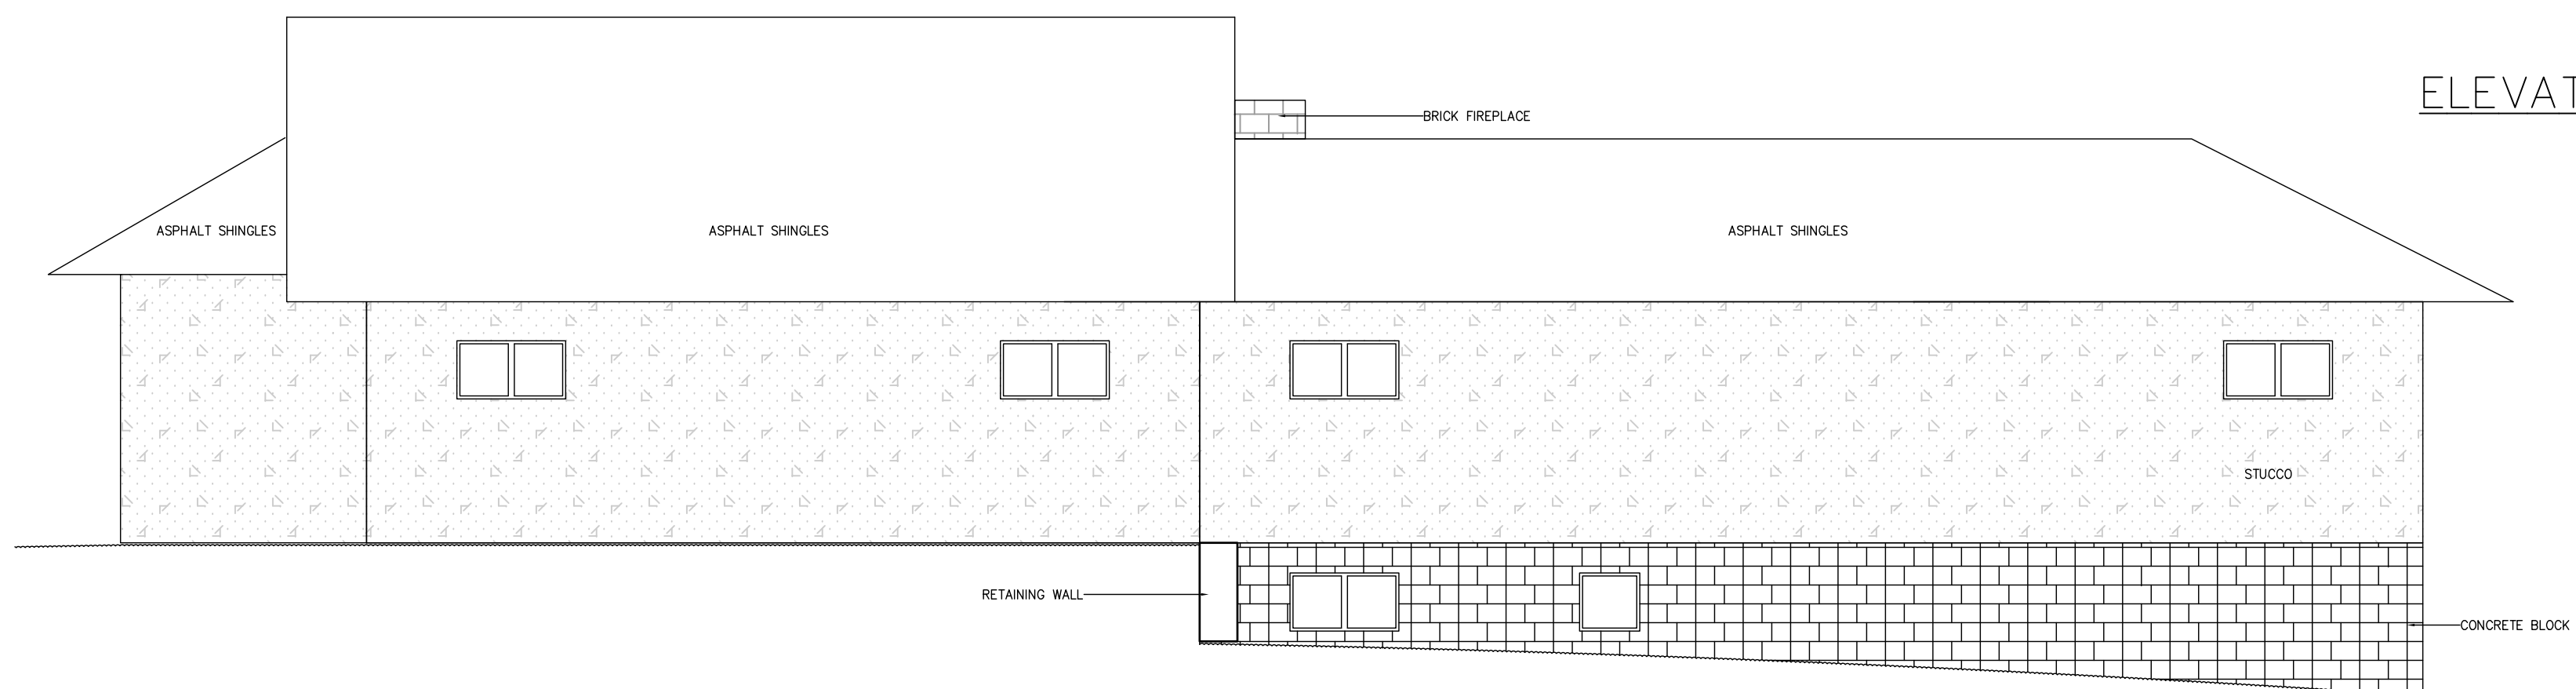 ELEVAT
BRICK FIREPLACE
ASPHALT SHINGLES
ASPHALT SHINGLES
ASPHALT SHINGLES
STUCCO
RETAINING WALL
CONCRETE BLOCK